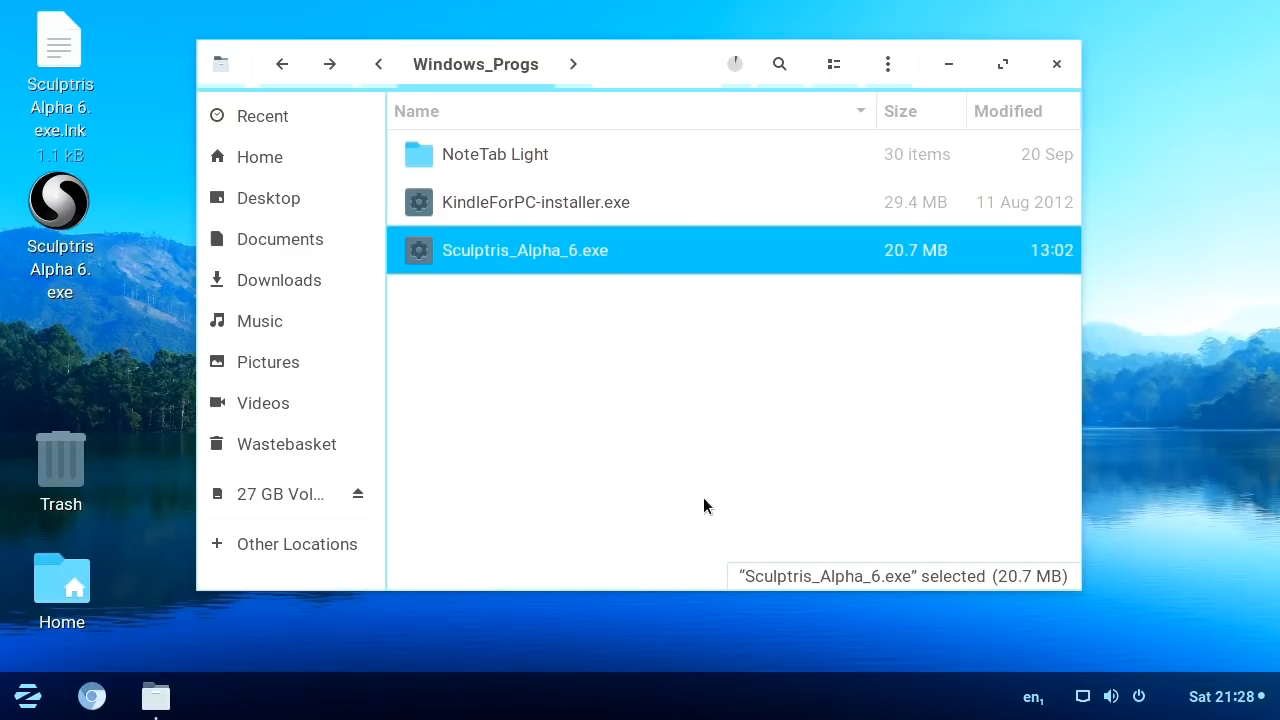 Sculptris
Alpha 6.
exe.lnk
1.1 kB
Sculptris
Alpha 6.
exe
Trash
Home
Windows_Progs
Recent
Home
Desktop
Documents
Downloads
Music
Pictures
Videos
Wastebasket
27 GB Vol...
Other Locations
Name Size Modified
NoteTab Light 30 items 20 Sep
KindleForPC-installer.exe 29.4 MB 11 Aug 2012
Sculptris_Alpha_6.exe 20.7 MB 13:02
“Sculptris_Alpha_6.exe” selected (20.7 MB)
en₁ Sat 21:28